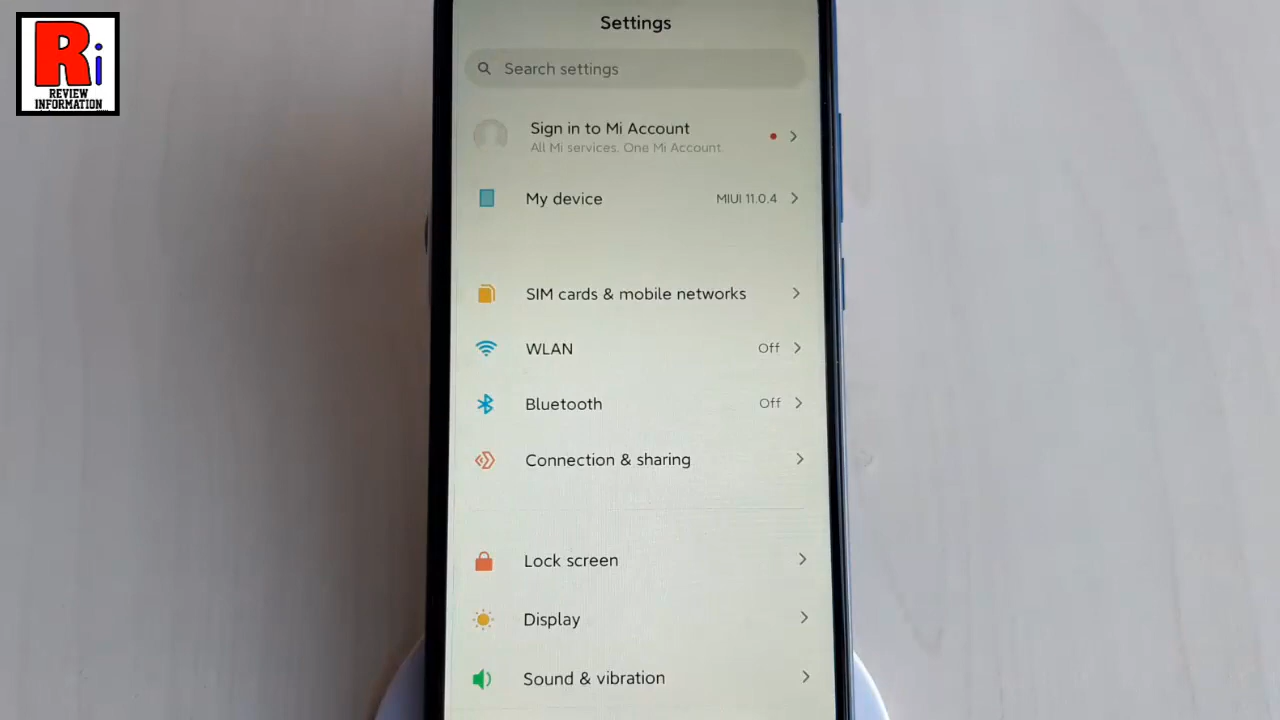 Ri
REVIEW
INFORMATION
Settings
Search settings
Sign in to Mi Account
All Mi services. One Mi Account.
My device MIUI 11.0.4
SIM cards & mobile networks
WLAN Off
Bluetooth Off
Connection & sharing
Lock screen
Display
Sound & vibration